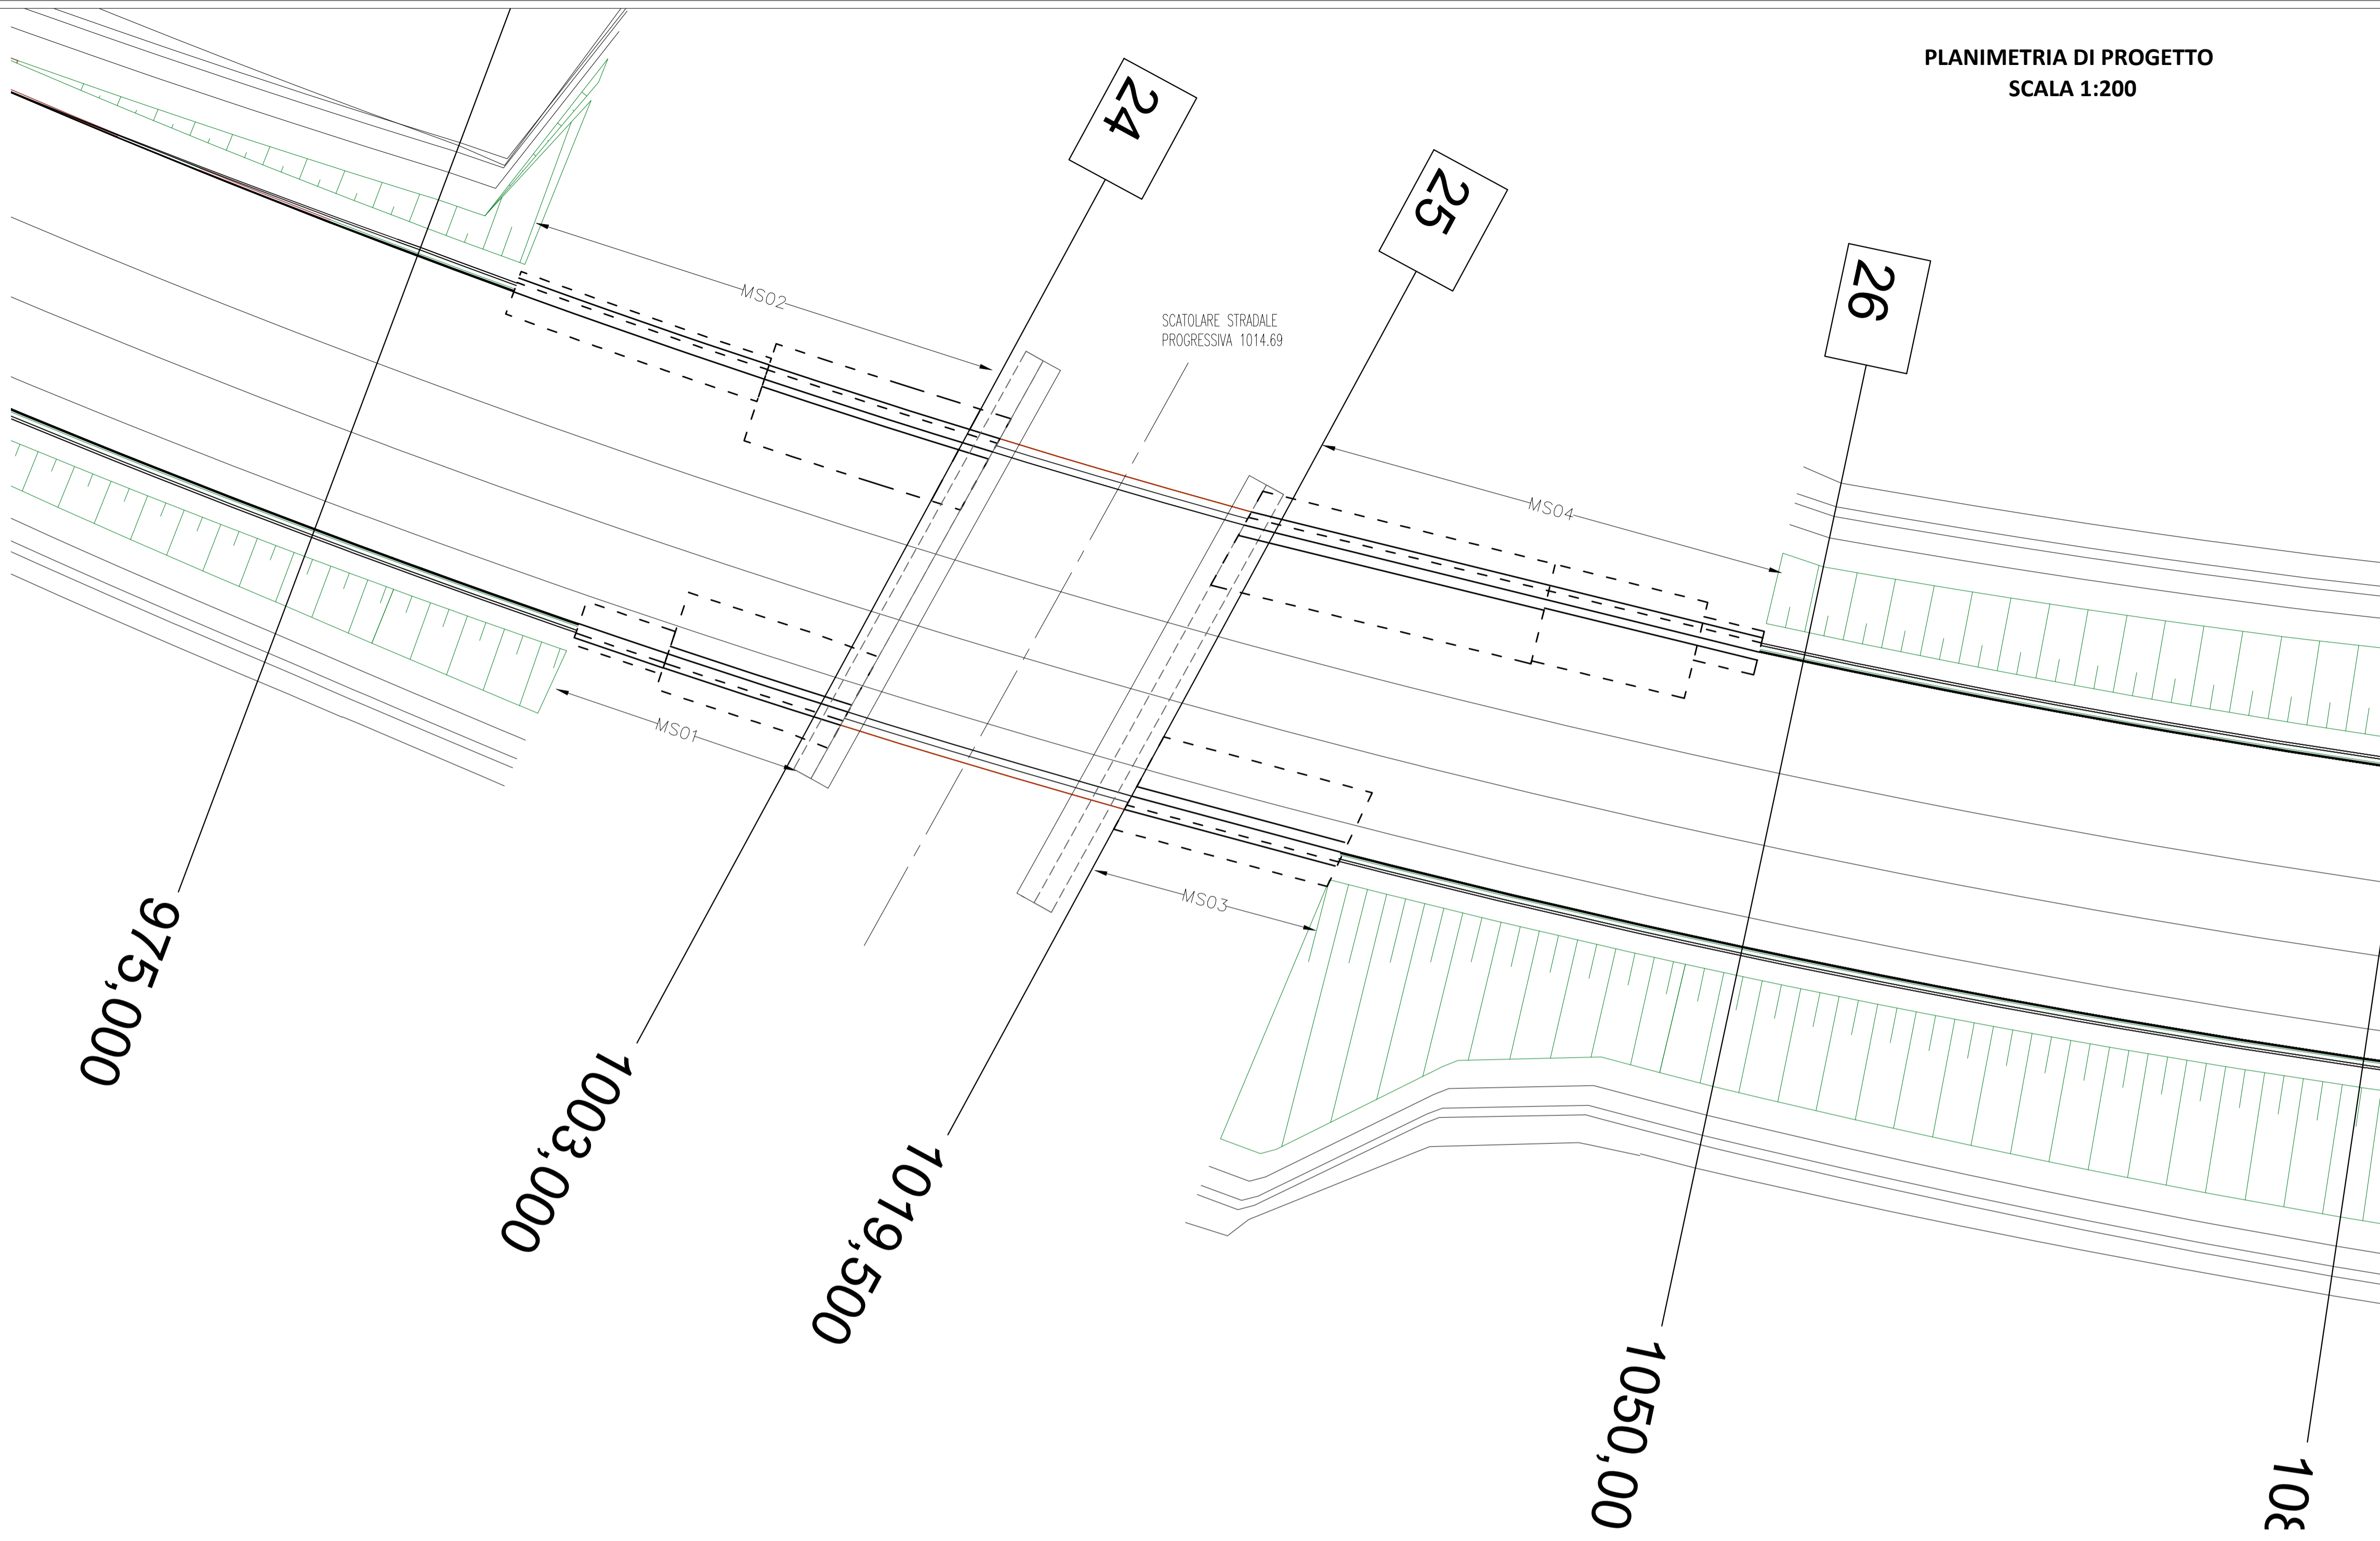 PLANIMETRIA DI PROGETTO
SCALA 1:200
24
25
26
MS02
SCATOLARE STRADALE
PROGRESSIVA 1014.69
MS04
MS01
MS03
975,000
1003,000
1019,500
1050,00